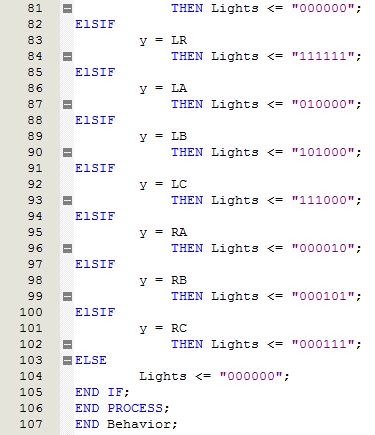 81 THEN Lights <= "000000";
82 ElSIF
83 y = LR
84 THEN Lights <= "111111";
85 ElSIF
86 y = LA
87 THEN Lights <= "010000";
88 ElSIF
89 y = LB
90 THEN Lights <= "101000";
91 ElSIF
92 y = LC
93 THEN Lights <= "111000";
94 ElSIF
95 y = RA
96 THEN Lights <= "000010";
97 ElSIF
98 y = RB
99 THEN Lights <= "000101";
100 ElSIF
101 y = RC
102 THEN Lights <= "000111";
103 ELSE
104 Lights <= "000000";
105 END IF;
106 END PROCESS;
107 END Behavior;